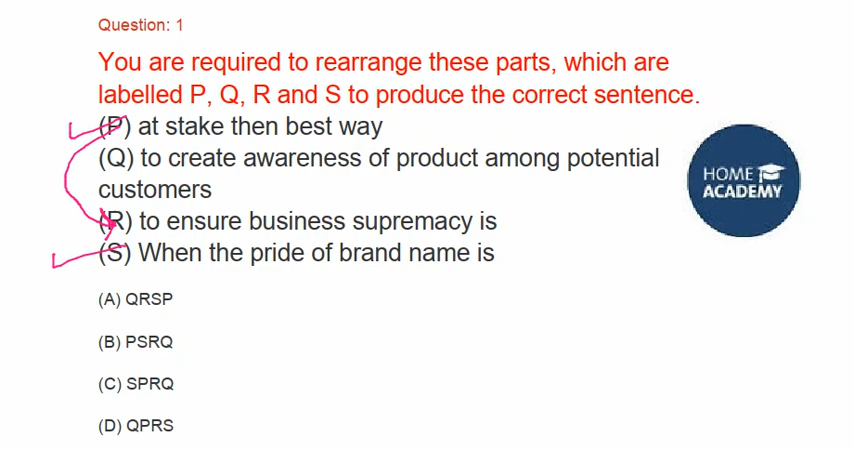 Question: 1
You are required to rearrange these parts, which are
labelled P, Q, R and S to produce the correct sentence.
(P) at stake then best way
(Q) to create awareness of product among potential
customers
HOME
ACADEMY
(R) to ensure business supremacy is
(S) When the pride of brand name is
(A) QRSP
(B) PSRQ
(C) SPRQ
(D) QPRS